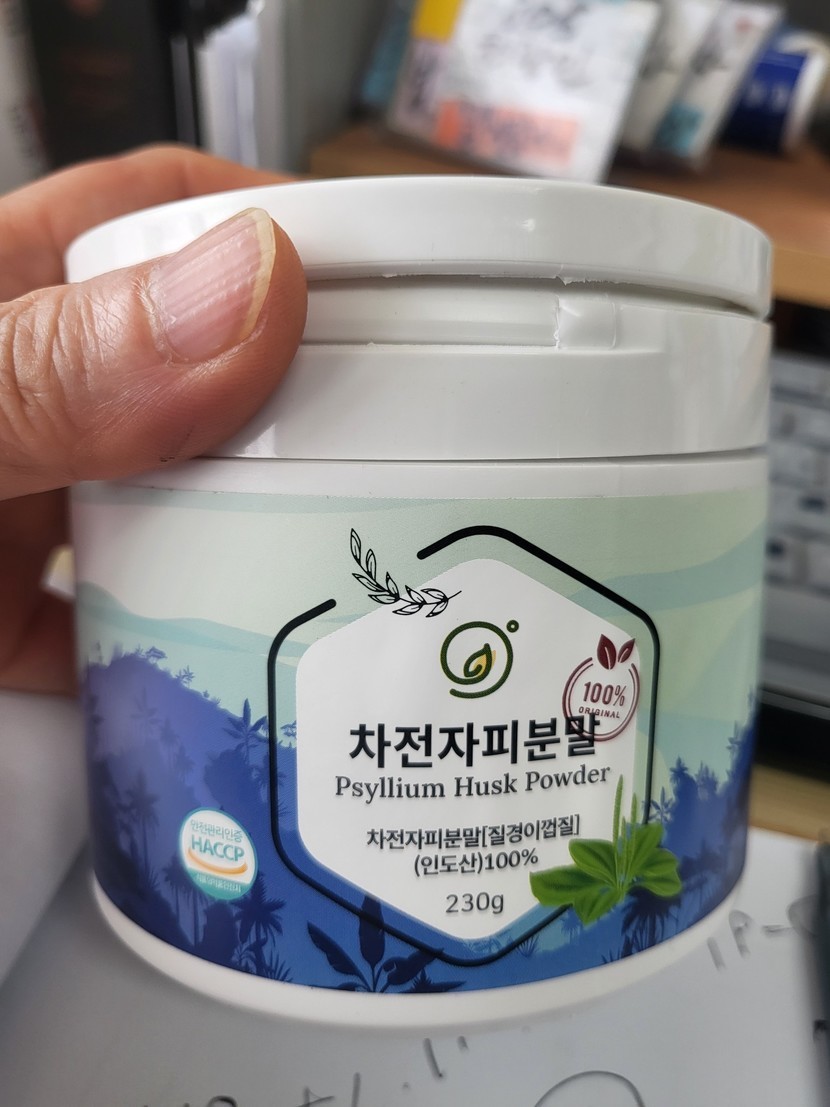 100%
ORIGINAL
차전자피분말
Psyllium Husk Powder
차전자피분말[질경이껍질]
(인도산)100%
230g
안전관리인증
HACCP